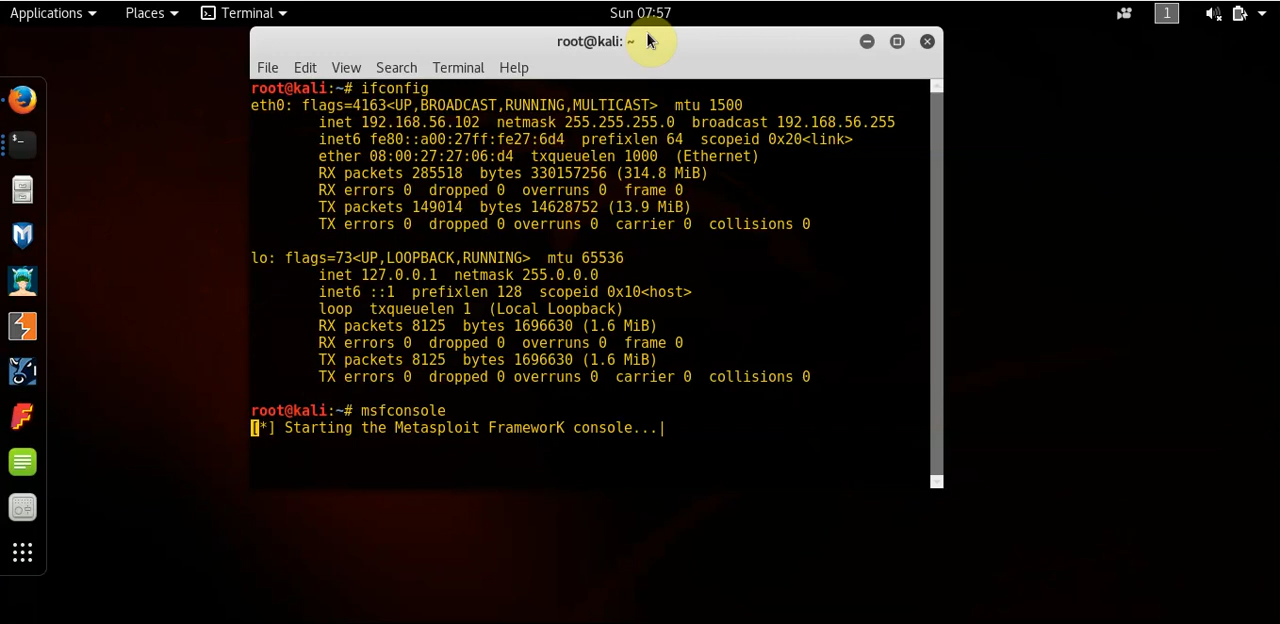 Applications Places Terminal Sun 07:57 1
root@kali: ~
File Edit View Search Terminal Help
root@kali:~# ifconfig
eth0: flags=4163<UP,BROADCAST,RUNNING,MULTICAST>  mtu 1500
        inet 192.168.56.102  netmask 255.255.255.0  broadcast 192.168.56.255
        inet6 fe80::a00:27ff:fe27:6d4  prefixlen 64  scopeid 0x20<link>
        ether 08:00:27:27:06:d4  txqueuelen 1000  (Ethernet)
        RX packets 285518  bytes 330157256 (314.8 MiB)
        RX errors 0  dropped 0  overruns 0  frame 0
        TX packets 149014  bytes 14628752 (13.9 MiB)
        TX errors 0  dropped 0 overruns 0  carrier 0  collisions 0
lo: flags=73<UP,LOOPBACK,RUNNING>  mtu 65536
        inet 127.0.0.1  netmask 255.0.0.0
        inet6 ::1  prefixlen 128  scopeid 0x10<host>
        loop  txqueuelen 1  (Local Loopback)
        RX packets 8125  bytes 1696630 (1.6 MiB)
        RX errors 0  dropped 0  overruns 0  frame 0
        TX packets 8125  bytes 1696630 (1.6 MiB)
        TX errors 0  dropped 0 overruns 0  carrier 0  collisions 0
root@kali:~# msfconsole
[*] Starting the Metasploit FrameworK console...|